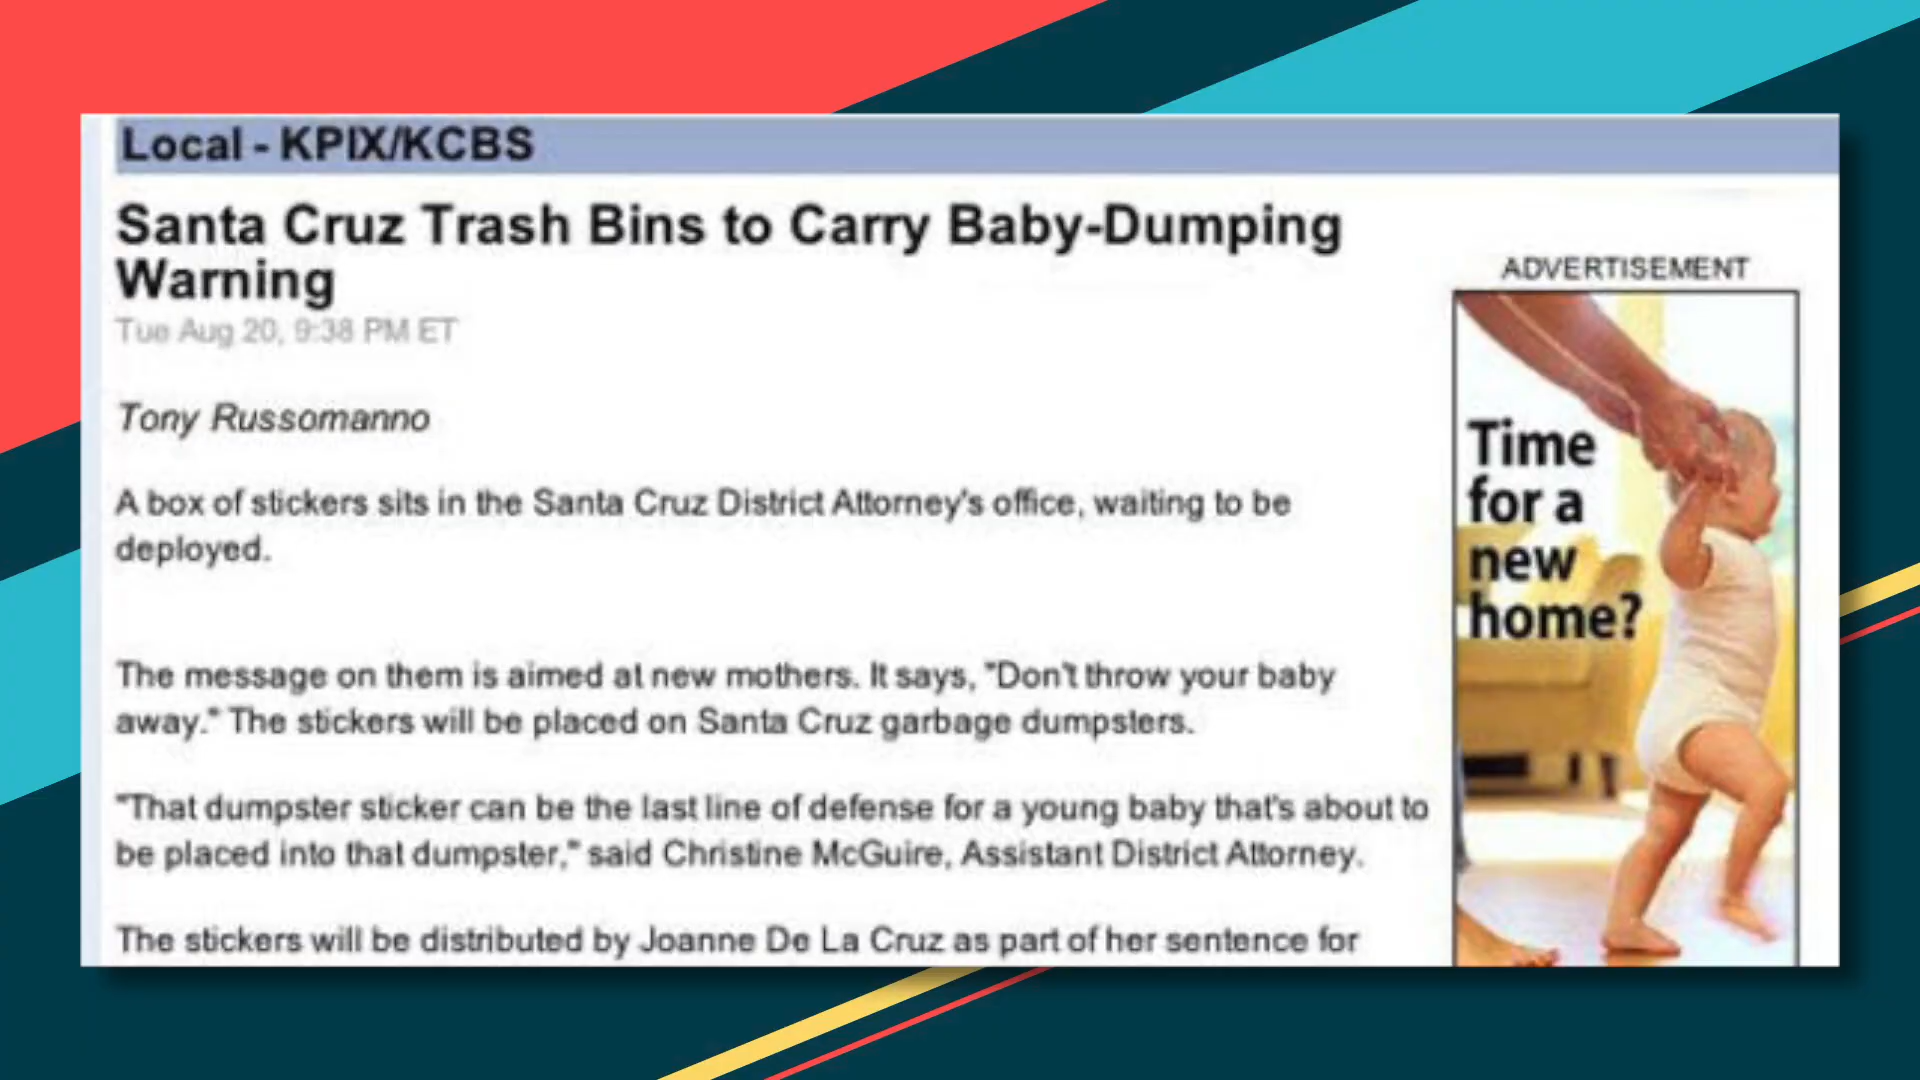 Local - KPIX/KCBS
Santa Cruz Trash Bins to Carry Baby-Dumping
Warning
Tue Aug 20, 9:38 PM ET
Tony Russomanno
A box of stickers sits in the Santa Cruz District Attorney's office, waiting to be
deployed.
The message on them is aimed at new mothers. It says, "Don't throw your baby
away." The stickers will be placed on Santa Cruz garbage dumpsters.
"That dumpster sticker can be the last line of defense for a young baby that's about to
be placed into that dumpster," said Christine McGuire, Assistant District Attorney.
The stickers will be distributed by Joanne De La Cruz as part of her sentence for
ADVERTISEMENT
Time
for a
new
home?